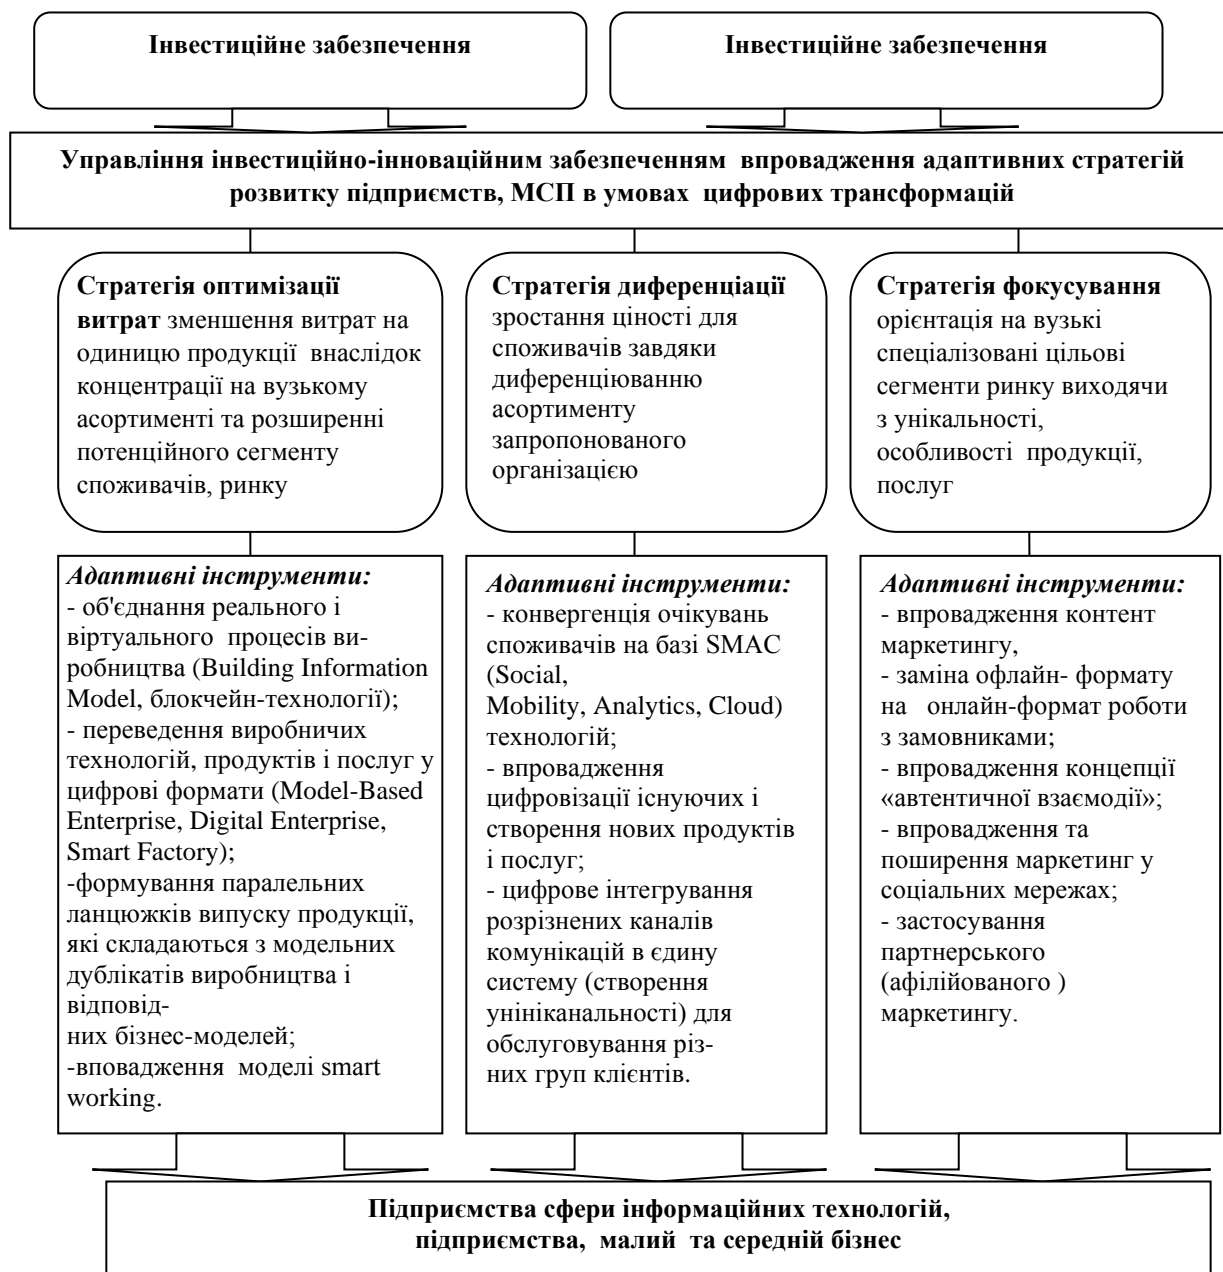 Інвестиційне забезпечення
Інвестиційне забезпечення
Управління інвестиційно-інноваційним забезпеченням впровадження адаптивних стратегій
розвитку підприємств, МСП в умовах цифрових трансформацій
Стратегія оптимізації
витрат зменшення витрат на
одиницю продукції внаслідок
концентрації на вузькому
асортименті та розширенні
потенційного сегменту
споживачів, ринку
Стратегія диференціації
зростання ціності для
споживачів завдяки
диференціюванню
асортименту
запропонованого
організацією
Стратегія фокусування
орієнтація на вузькі
спеціалізовані цільові
сегменти ринку виходячи
з унікальності,
особливості продукції,
послуг
Адаптивні інструменти:
- об'єднання реального і
віртуального процесів ви-
робництва (Building Information
Model, блокчейн-технології);
- переведення виробничих
технологій, продуктів і послуг у
цифрові формати (Model-Based
Enterprise, Digital Enterprise,
Smart Factory);
-формування паралельних
ланцюжків випуску продукції,
які складаються з модельних
дублікатів виробництва і
відповід-
них бізнес-моделей;
-вповадження моделі smart
working.
Адаптивні інструменти:
- конвергенція очікувань
споживачів на базі SMAC
(Social,
Mobility, Analytics, Cloud)
технологій;
- впровадження
цифровізації існуючих і
створення нових продуктів
і послуг;
- цифрове інтегрування
розрізнених каналів
комунікацій в єдину
систему (створення
унініканальності) для
обслуговування різ-
них груп клієнтів.
Адаптивні інструменти:
- впровадження контент
маркетингу,
- заміна офлайн- формату
на онлайн-формат роботи
з замовниками;
- впровадження концепції
«автентичної взаємодії»;
- впровадження та
поширення маркетинг у
соціальних мережах;
- застосування
партнерського
(афілійованого )
маркетингу.
Підприємства сфери інформаційних технологій,
підприємства, малий та середній бізнес